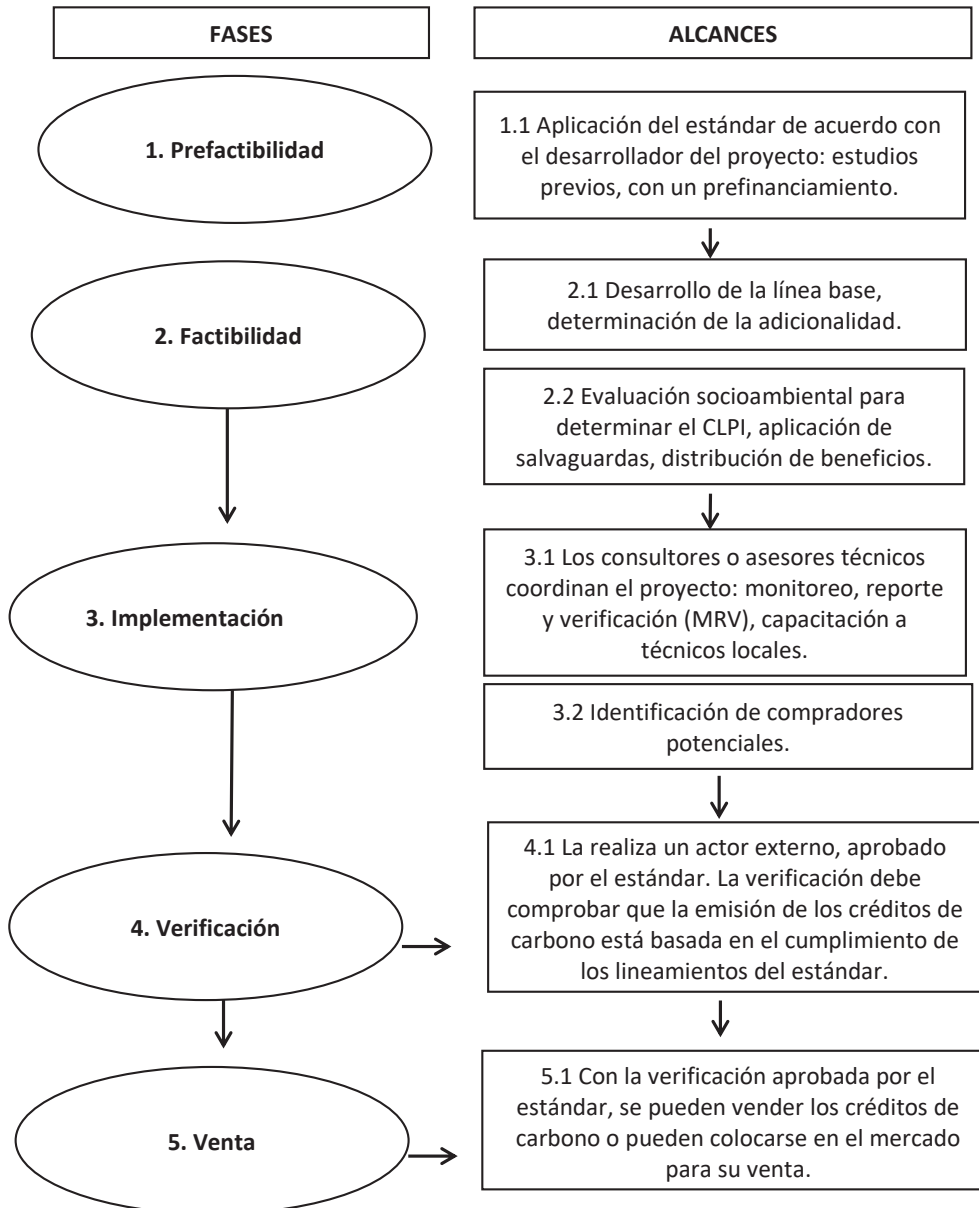 FASES
ALCANCES
1. Prefactibilidad
1.1 Aplicación del estándar de acuerdo con
el desarrollador del proyecto: estudios
previos, con un prefinanciamiento.
2. Factibilidad
2.1 Desarrollo de la línea base,
determinación de la adicionalidad.
2.2 Evaluación socioambiental para
determinar el CLPI, aplicación de
salvaguardas, distribución de beneficios.
3. Implementación
3.1 Los consultores o asesores técnicos
coordinan el proyecto: monitoreo, reporte
y verificación (MRV), capacitación a
técnicos locales.
3.2 Identificación de compradores
potenciales.
4. Verificación
4.1 La realiza un actor externo, aprobado
por el estándar. La verificación debe
comprobar que la emisión de los créditos de
carbono está basada en el cumplimiento de
los lineamientos del estándar.
5. Venta
5.1 Con la verificación aprobada por el
estándar, se pueden vender los créditos de
carbono o pueden colocarse en el mercado
para su venta.